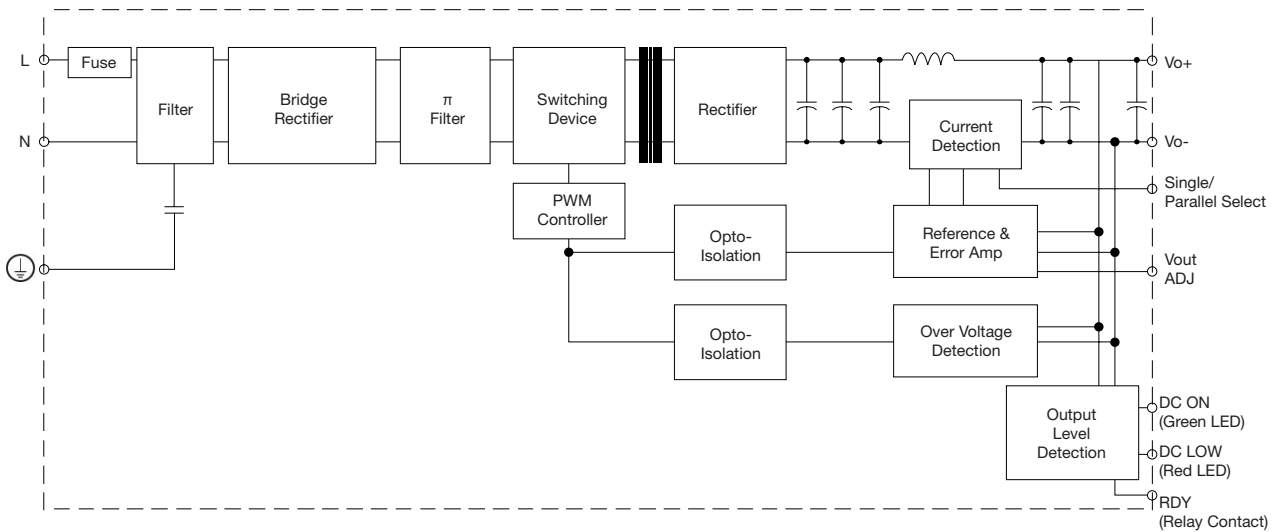 L
Fuse
Filter
Bridge
Rectifier
π
Filter
Switching
Device
Rectifier
Current
Detection
Vo+
N
Vo-
Single/
Parallel Select
PWM
Controller
Opto-
Isolation
Reference &
Error Amp
Vout
ADJ
Opto-
Isolation
Over Voltage
Detection
Output
Level
Detection
DC ON
(Green LED)
DC LOW
(Red LED)
RDY
(Relay Contact)